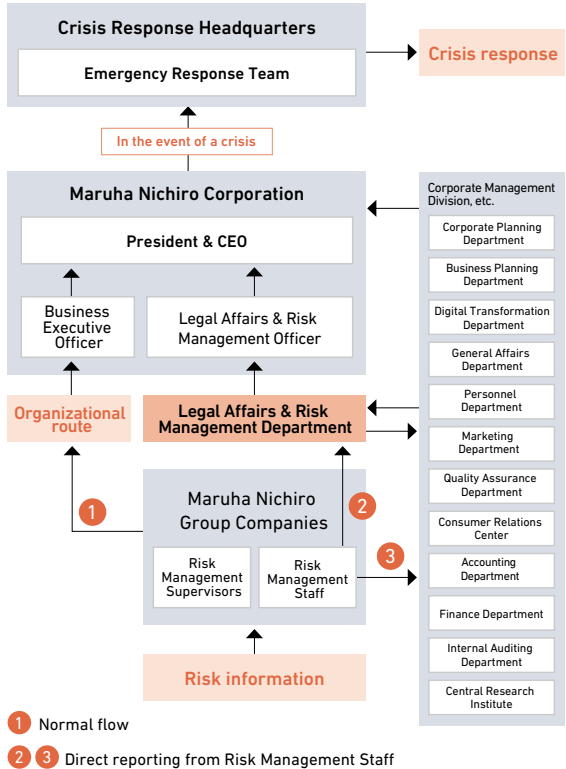 Crisis Response Headquarters
Emergency Response Team
Crisis response
In the event of a crisis
Maruha Nichiro Corporation
President & CEO
Business
Executive
Officer
Legal Affairs & Risk
Management Officer
Organizational
route
Legal Affairs & Risk
Management Department
1
2
3
Maruha Nichiro
Group Companies
Risk
Management
Supervisors
Risk
Management
Staff
Risk information
Corporate Management
Division, etc.
Corporate Planning
Department
Business Planning
Department
Digital Transformation
Department
General Affairs
Department
Personnel
Department
Marketing
Department
Quality Assurance
Department
Consumer Relations
Center
Accounting
Department
Finance Department
Internal Auditing
Department
Central Research
Institute
1 Normal flow
2 3 Direct reporting from Risk Management Staff